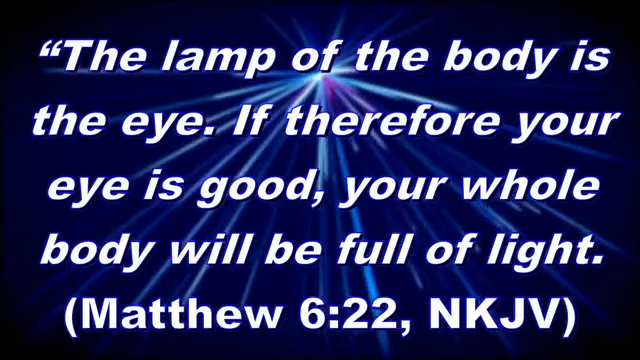 “The lamp of the body is
the eye. If therefore your
eye is good, your whole
body will be full of light.
(Matthew 6:22, NKJV)